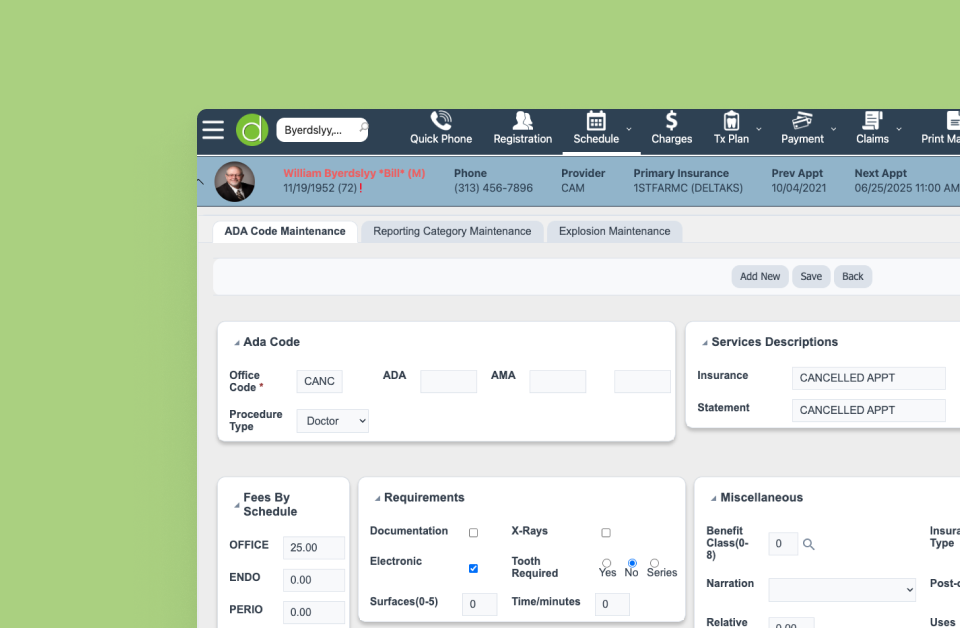 Byerdslyy,...
Quick Phone
Registration
Schedule
Charges
Tx Plan
Payment
Claims
Print Ma
William Byerdslyy *Bill* (M)
11/19/1952 (72) !
Phone
(313) 456-7896
Provider
CAM
Primary Insurance
1STFARMC (DELTAKS)
Prev Appt
10/04/2021
Next Appt
06/25/2025 11:00 AM
ADA Code Maintenance
Reporting Category Maintenance
Explosion Maintenance
Add New
Save
Back
Ada Code
Office
Code *
CANC
ADA
AMA
Procedure
Type
Doctor
Services Descriptions
Insurance
CANCELLED APPT
Statement
CANCELLED APPT
Fees By
Schedule
OFFICE
25.00
ENDO
0.00
PERIO
0.00
Requirements
Documentation
X-Rays
Electronic
Tooth
Required
Yes
No
Series
Surfaces(0-5)
0
Time/minutes
0
Miscellaneous
Benefit
Class(0-
8)
0
Insura
Type
Narration
Post-
Relative
0.00
Uses